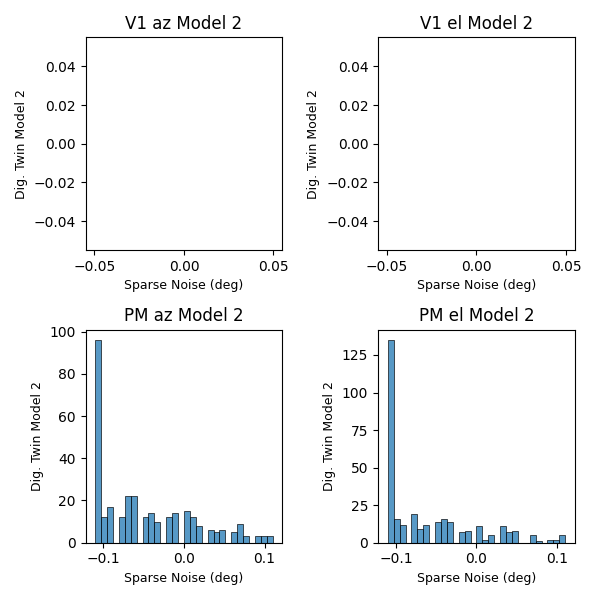 V1 az Model 2
V1 el Model 2
Dig. Twin Model 2
0.04
0.02
0.00
−0.02
−0.04
−0.05
0.00
0.05
Sparse Noise (deg)
Dig. Twin Model 2
0.04
0.02
0.00
−0.02
−0.04
−0.05
0.00
0.05
Sparse Noise (deg)
PM az Model 2
PM el Model 2
Dig. Twin Model 2
100
80
60
40
20
0
−0.1
0.0
0.1
Sparse Noise (deg)
Dig. Twin Model 2
125
100
75
50
25
0
−0.1
0.0
0.1
Sparse Noise (deg)